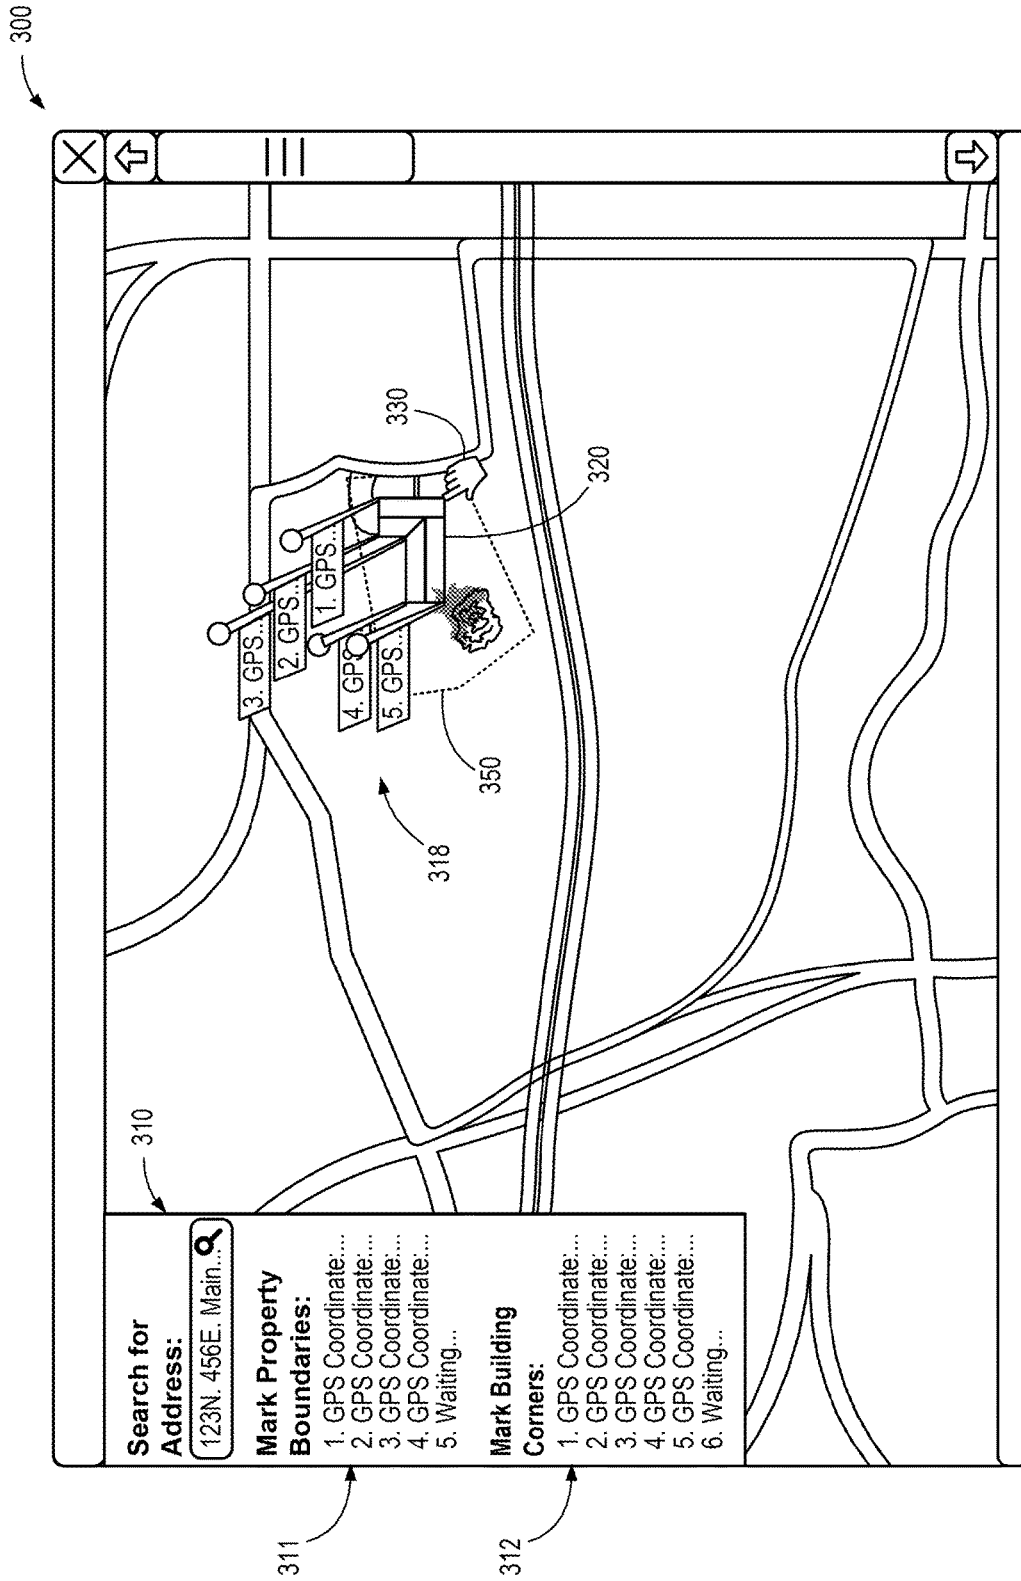 300
310
Search for
Address:
123N. 456E. Main...
Mark Property
Boundaries:
1. GPS Coordinate:...
2. GPS Coordinate:...
3. GPS Coordinate:...
4. GPS Coordinate:...
5. Waiting...
Mark Building
Corners:
1. GPS Coordinate:...
2. GPS Coordinate:...
3. GPS Coordinate:...
4. GPS Coordinate:...
5. GPS Coordinate:...
6. Waiting...
311
312
3. GPS...
2. GPS...
1. GPS...
4. GPS
5. GPS...
330
320
350
318